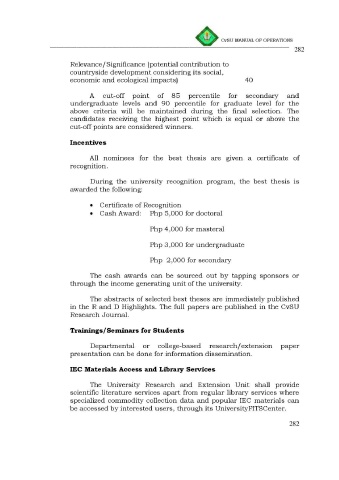 CvSU MANUAL OF OPERATIONS
282
Relevance/Significance (potential contribution to
countryside development considering its social,
economic and ecological impacts) 40
A cut-off point of 85 percentile for secondary and
undergraduate levels and 90 percentile for graduate level for the
above criteria will be maintained during the final selection. The
candidates receiving the highest point which is equal or above the
cut-off points are considered winners.
Incentives
All nominees for the best thesis are given a certificate of
recognition.
During the university recognition program, the best thesis is
awarded the following:
• Certificate of Recognition
• Cash Award: Php 5,000 for doctoral
Php 4,000 for masteral
Php 3,000 for undergraduate
Php 2,000 for secondary
The cash awards can be sourced out by tapping sponsors or
through the income generating unit of the university.
The abstracts of selected best theses are immediately published
in the R and D Highlights. The full papers are published in the CvSU
Research Journal.
Trainings/Seminars for Students
Departmental or college-based research/extension paper
presentation can be done for information dissemination.
IEC Materials Access and Library Services
The University Research and Extension Unit shall provide
scientific literature services apart from regular library services where
specialized commodity collection data and popular IEC materials can
be accessed by interested users, through its UniversityFITSCenter.
282